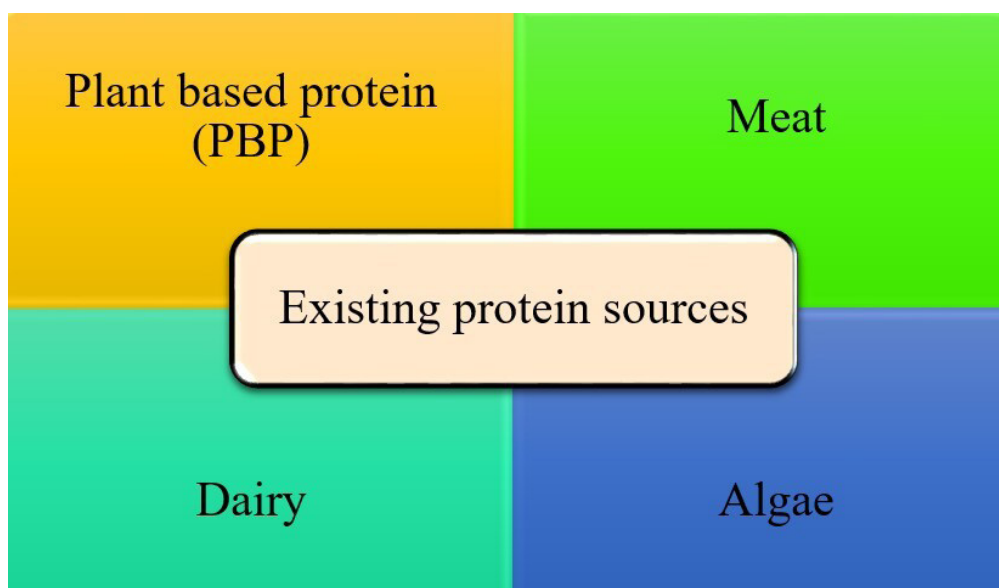 Plant based protein
(PBP)
Meat
Existing protein sources
Dairy
Algae